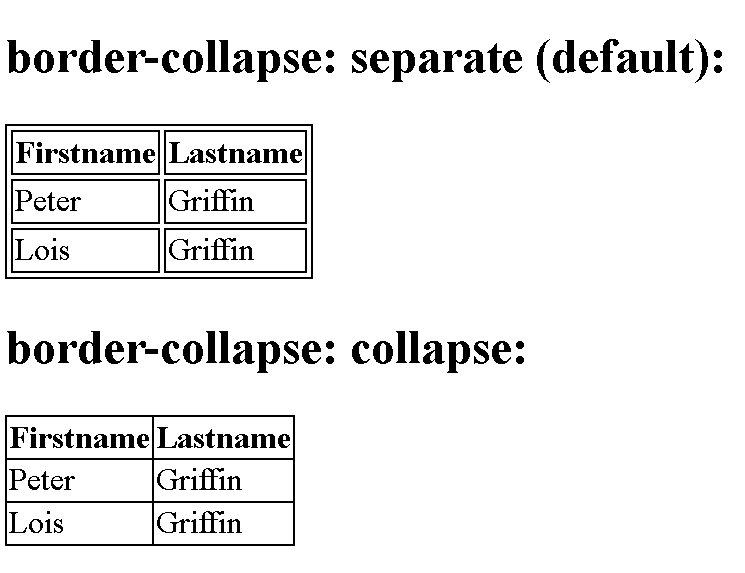 border-collapse: separate (default):
Firstname Lastname
Peter Griffin
Lois Griffin
border-collapse: collapse:
Firstname Lastname
Peter Griffin
Lois Griffin